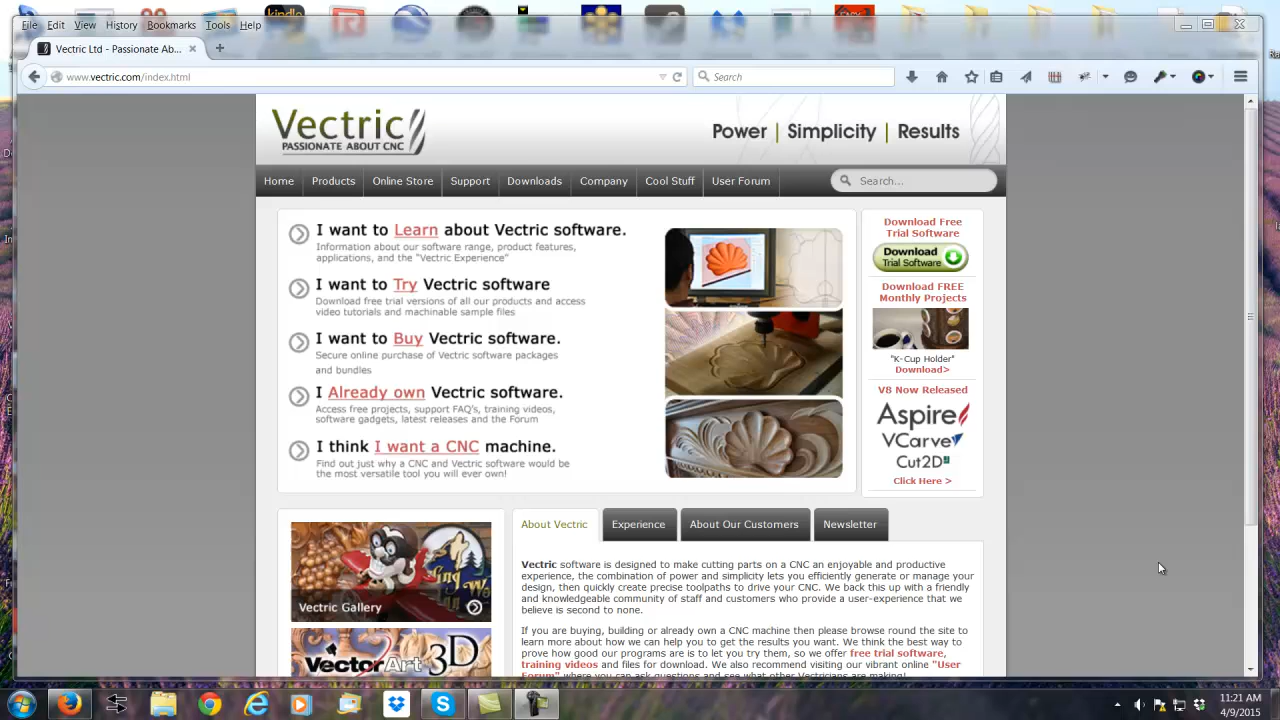 kindle
EASY
File Edit View History Bookmarks Tools Help
Vectric Ltd - Passionate Ab...
www.vectric.com/index.html
Search
Vectric
PASSIONATE ABOUT CNC
Power | Simplicity | Results
Home Products Online Store Support Downloads Company Cool Stuff User Forum
Search...
I want to Learn about Vectric software.
Information about our software range, product features,
applications, and the "Vectric Experience"
I want to Try Vectric software
Download free trial versions of all our products and access
video tutorials and machinable sample files
I want to Buy Vectric software.
Secure online purchase of Vectric software packages
and bundles
I Already own Vectric software.
Access free projects, support FAQ's, training videos,
software gadgets, latest releases and the Forum
I think I want a CNC machine.
Find out just why a CNC and Vectric software would be
the most versatile tool you will ever own!
Download Free
Trial Software
Download
Trial Software
Download FREE
Monthly Projects
"K-Cup Holder"
Download>
V8 Now Released
Aspire
VCarve
Cut2D
Click Here >
Vectric Gallery
VectorArt 3D
About Vectric Experience About Our Customers Newsletter
Vectric software is designed to make cutting parts on a CNC an enjoyable and productive
experience, the combination of power and simplicity lets you efficiently generate or manage your
design, then quickly create precise toolpaths to drive your CNC. We back this up with a friendly
and knowledgeable community of staff and customers who provide a user-experience that we
believe is second to none.
If you are buying, building or already own a CNC machine then please browse round the site to
learn more about how we can help you to get the results you want. We think the best way to
prove how good our programs are is to let you try them, so we offer free trial software,
training videos and files for download. We also recommend visiting our vibrant online "User
Forum" where you can ask questions and see what other Vectricians are making!
11:21 AM
4/9/2015